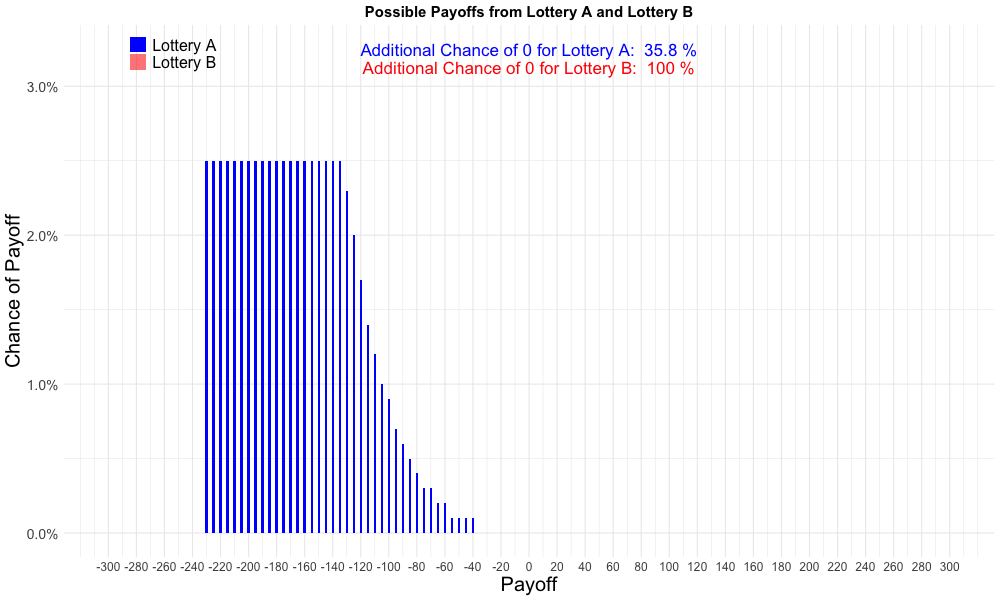 Possible Payoffs from Lottery A and Lottery B
Lottery A
Lottery B
Additional Chance of 0 for Lottery A: 35.8 %
Additional Chance of 0 for Lottery B: 100 %
Chance of Payoff
3.0%
2.0%
1.0%
0.0%
-300 -280 -260 -240 -220 -200 -180 -160 -140 -120 -100 -80 -60 -40 -20 0 20 40 60 80 100 120 140 160 180 200 220 240 260 280 300
Payoff